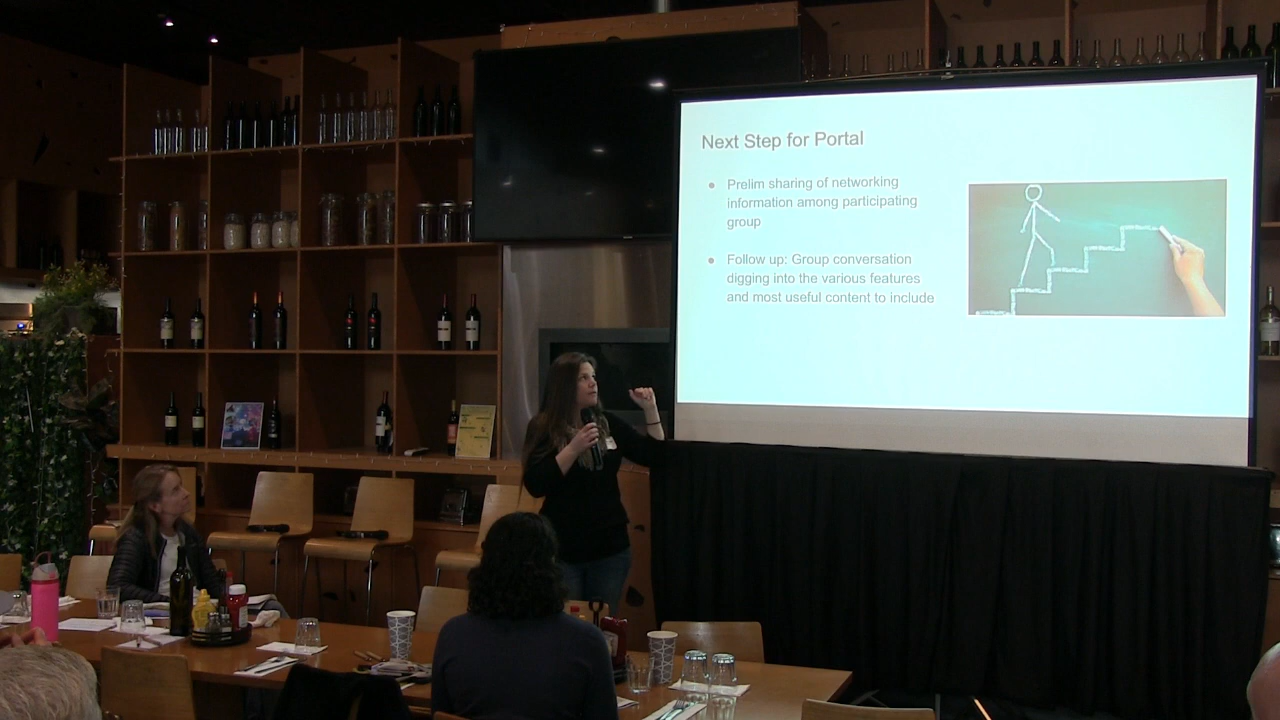 Next Step for Portal
● Prelim sharing of networking
information among participating
group
● Follow up: Group conversation
digging into the various features
and most useful content to include